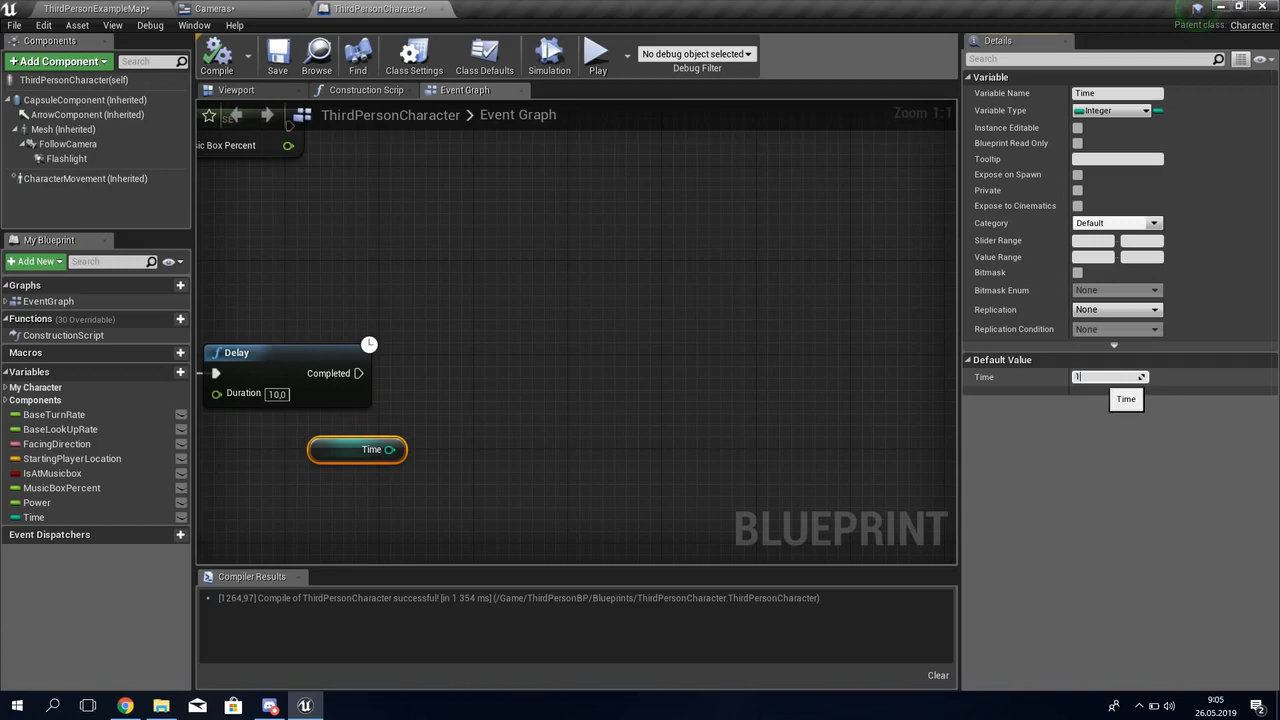 ThirdPersonExampleMap•
Cameras•
ThirdPersonCharacter•
File Edit Asset View Debug Window Help
Parent class: Character
Components
+Add Component
Search
ThirdPersonCharacter(self)
CapsuleComponent (Inherited)
ArrowComponent (Inherited)
Mesh (Inherited)
FollowCamera
Flashlight
CharacterMovement (Inherited)
Compile
Save
Browse
Find
Class Settings
Class Defaults
Simulation
Play
No debug object selected
Debug Filter
Viewport
Construction Scrip
Event Graph
SET
ThirdPersonCharacter > Event Graph
Zoom 1:1
sic Box Percent
Delay
Completed
Duration 10,0
Time
BLUEPRINT
My Blueprint
+Add New
Search
Graphs
EventGraph
Functions (30 Overridable)
ConstructionScript
Macros
Variables
My Character
Components
BaseTurnRate
BaseLookUpRate
FacingDirection
StartingPlayerLocation
IsAtMusicbox
MusicBoxPercent
Power
Time
Event Dispatchers
Compiler Results
[1264,97] Compile of ThirdPersonCharacter successful! [in 1 354 ms] (/Game/ThirdPersonBP/Blueprints/ThirdPersonCharacter.ThirdPersonCharacter)
Clear
Details
Search
Variable
Variable Name Time
Variable Type Integer
Instance Editable
Blueprint Read Only
Tooltip
Expose on Spawn
Private
Expose to Cinematics
Category Default
Slider Range
Value Range
Bitmask
Bitmask Enum None
Replication None
Replication Condition None
Default Value
Time 1
Time
9:05
26.05.2019
2